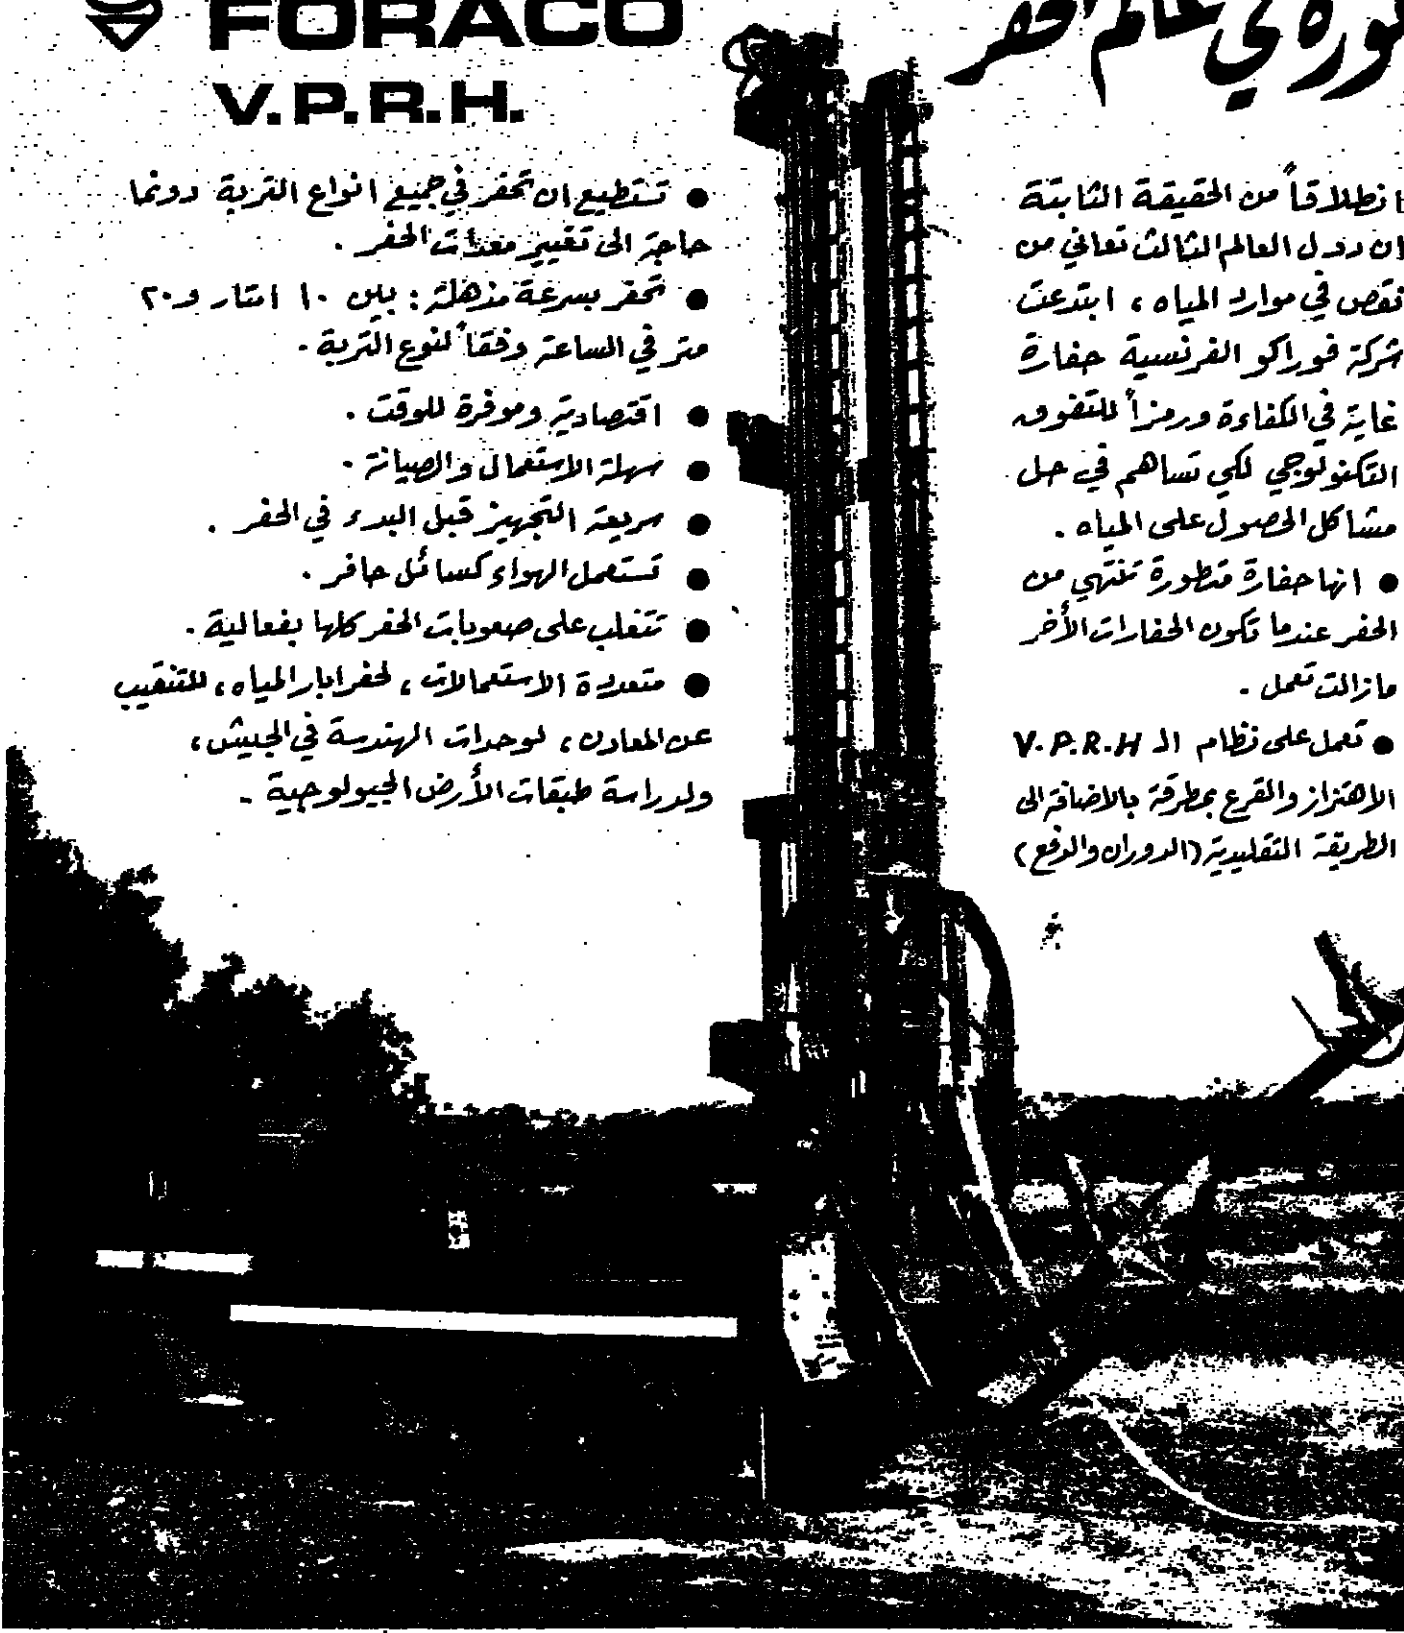 FORACO
V.P.R.H.
في عالم الحفر
انطلاقاً من الحقيقة الثابتة
ان دول العالم الثالث تعاني من
نقص في موارد المياه ، ابتدعت
شركة فوراكو الفرنسية حفارة
غاية في الكفاءة ورمزاً للتفوق
التكنولوجي لكي تساهم في حل
مشاكل الحصول على المياه .
● انها حفارة متطورة تنتهي من
الحفر عندما تكون الحفارات الأخر
مازالت تعمل .
● تعمل على نظام الـ V.P.R.H
الاهتزاز والقرع بمطرقة بالاضافة الى
الطريقة التقليدية (الدوران والدفع)
● تستطيع ان تحفر في جميع انواع التربة دونما
حاجة الى تغيير معدات الحفر .
● تحفر بسرعة مذهلة : بين ١٠ امتار و ٢٠
متر في الساعة وفقاً لنوع التربة .
● اقتصادية وموفرة للوقت .
● سهلة الاستعمال والصيانة .
● سريعة التجهيز قبل البدء في الحفر .
● تستعمل الهواء كسائل حافر .
● تتغلب على صعوبات الحفر كلها بفعالية .
● متعددة الاستعمالات ، لحفر ابار المياه ، للتنقيب
عن المعادن ، لوحدات الهندسة في الجيش ،
ولدراسة طبقات الأرض الجيولوجية .